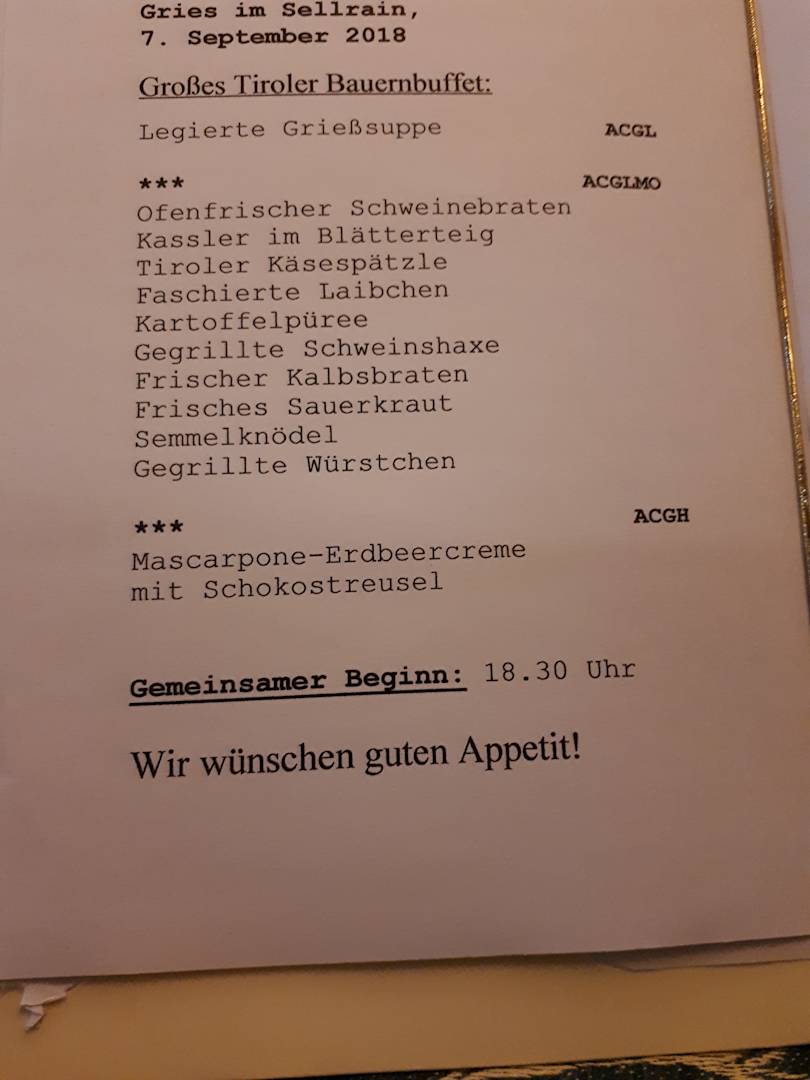 Gries im Sellrain,
7. September 2018
Großes Tiroler Bauernbuffet:
Legierte Grießsuppe ACGL
*** ACGLMO
Ofenfrischer Schweinebraten
Kassler im Blätterteig
Tiroler Käsespätzle
Faschierte Laibchen
Kartoffelpüree
Gegrillte Schweinshaxe
Frischer Kalbsbraten
Frisches Sauerkraut
Semmelknödel
Gegrillte Würstchen
*** ACGH
Mascarpone-Erdbeercreme
mit Schokostreusel
Gemeinsamer Beginn: 18.30 Uhr
Wir wünschen guten Appetit!